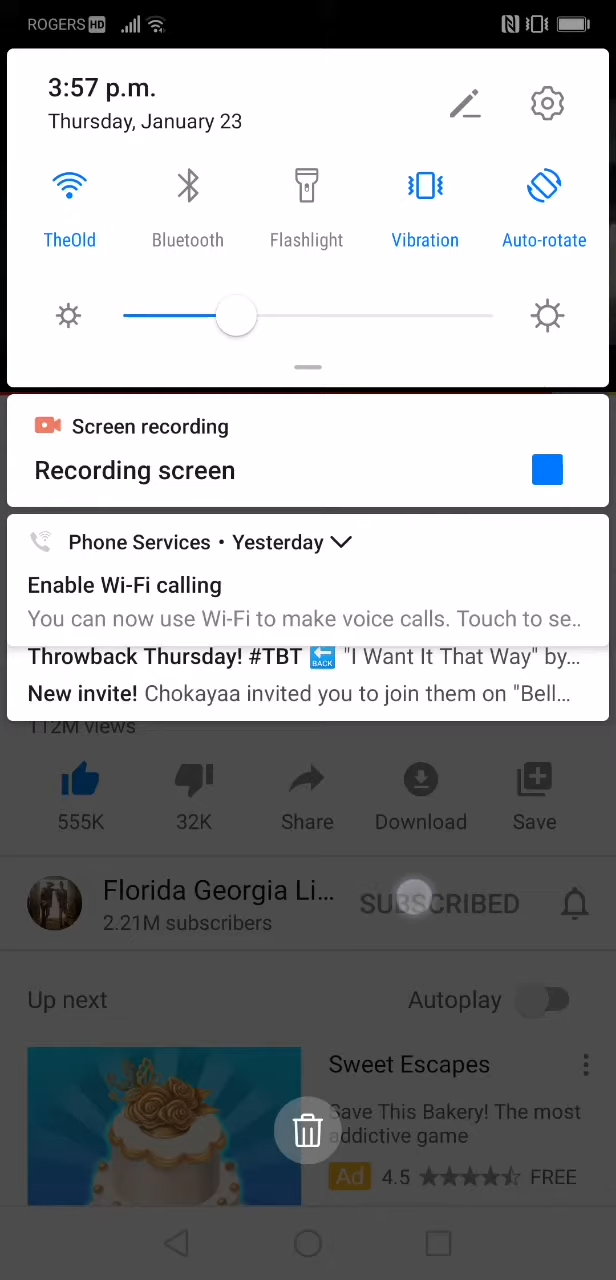 ROGERS HD
3:57 p.m.
Thursday, January 23
TheOld Bluetooth Flashlight Vibration Auto-rotate
Screen recording
Recording screen
Phone Services • Yesterday
Enable Wi-Fi calling
You can now use Wi-Fi to make voice calls. Touch to se..
Throwback Thursday! #TBT BACK "I Want It That Way" by...
New invite! Chokayaa invited you to join them on "Bell...
112M views
555K 32K Share Download Save
Florida Georgia Li... SUBSCRIBED
2.21M subscribers
Up next Autoplay
Sweet Escapes
Save This Bakery! The most
addictive game
Ad 4.5 FREE